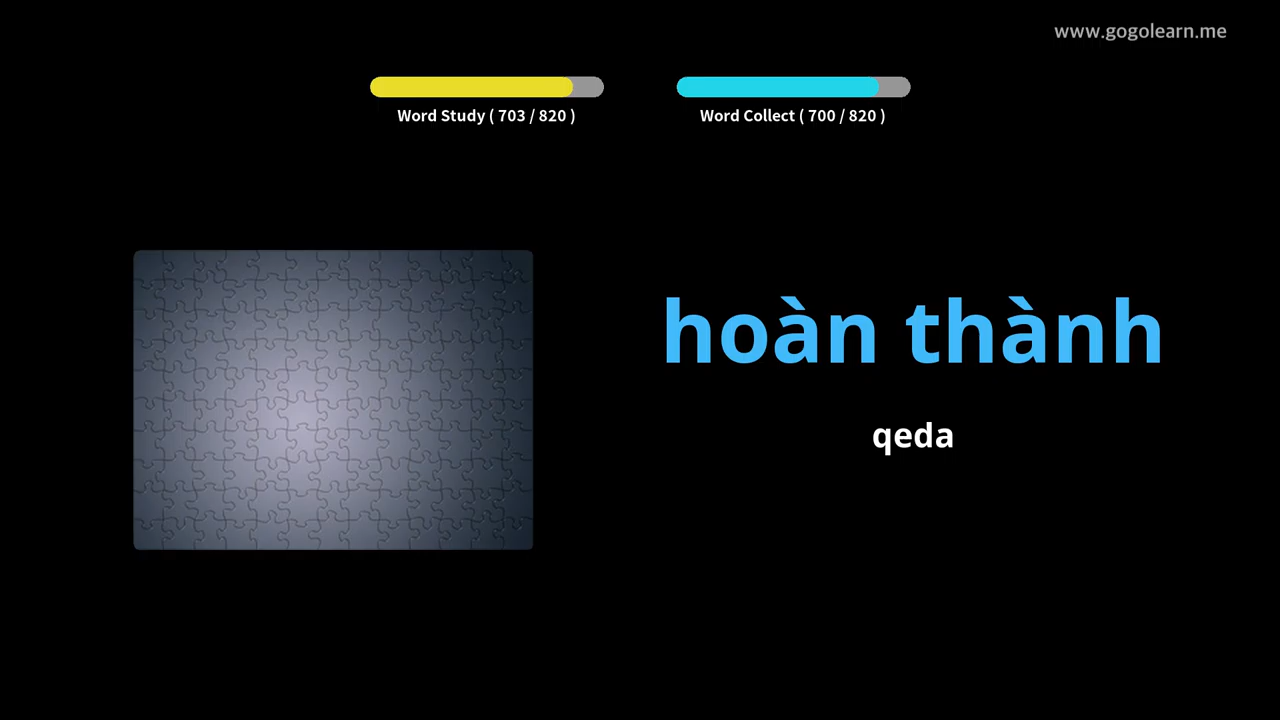 www.gogolearn.me
Word Study ( 703 / 820 )
Word Collect ( 700 / 820 )
hoàn thành
qeda